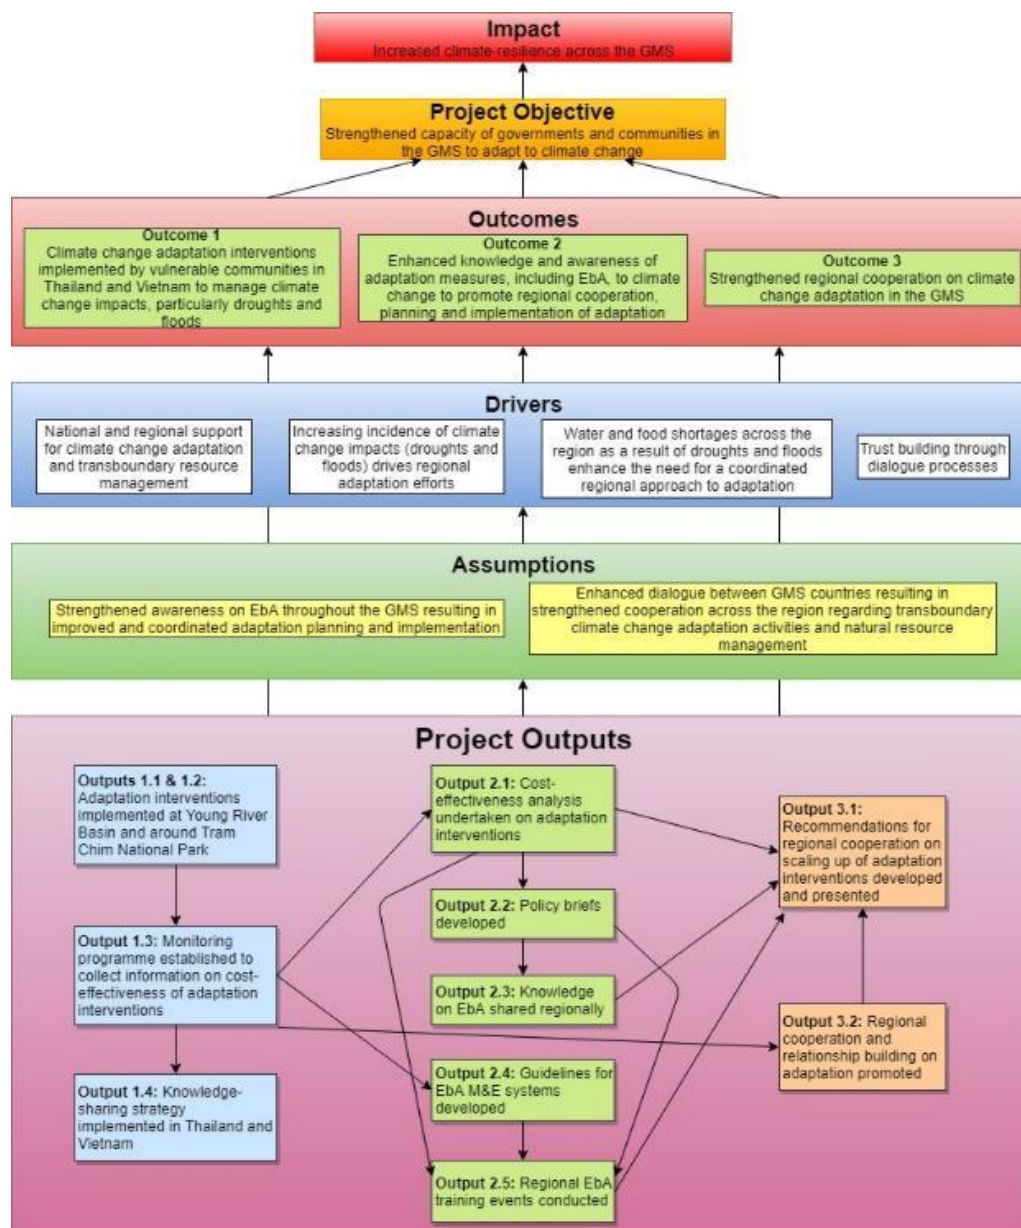 Impact
Increased climate-resilience across the GMS
Project Objective
Strengthened capacity of governments and communities in
the GMS to adapt to climate change
Outcomes
Outcome 1
Climate change adaptation interventions
implemented by vulnerable communities in
Thailand and Vietnam to manage climate
change impacts, particularly droughts and
floods
Outcome 2
Enhanced knowledge and awareness of
adaptation measures, including EbA, to climate
change to promote regional cooperation,
planning and implementation of adaptation
Outcome 3
Strengthened regional cooperation on climate
change adaptation in the GMS
Drivers
National and regional support
for climate change adaptation
and transboundary resource
management
Increasing incidence of climate
change impacts (droughts and
floods) drives regional
adaptation efforts
Water and food shortages across the
region as a result of droughts and floods
enhance the need for a coordinated
regional approach to adaptation
Trust building through
dialogue processes
Assumptions
Strengthened awareness on EbA throughout the GMS resulting in
improved and coordinated adaptation planning and implementation
Enhanced dialogue between GMS countries resulting in
strengthened cooperation across the region regarding transboundary
climate change adaptation activities and natural resource
management
Project Outputs
Outputs 1.1 & 1.2:
Adaptation interventions
implemented at Young River
Basin and around Tram
Chim National Park
Output 1.3: Monitoring
programme established to
collect information on cost-
effectiveness of adaptation
interventions
Output 1.4: Knowledge-
sharing strategy
implemented in Thailand and
Vietnam
Output 2.1: Cost-
effectiveness analysis
undertaken on adaptation
interventions
Output 2.2: Policy briefs
developed
Output 2.3: Knowledge
on EbA shared regionally
Output 2.4: Guidelines for
EbA M&E systems
developed
Output 2.5: Regional EbA
training events conducted
Output 3.1:
Recommendations for
regional cooperation on
scaling up of adaptation
interventions developed
and presented
Output 3.2: Regional
cooperation and
relationship building on
adaptation promoted